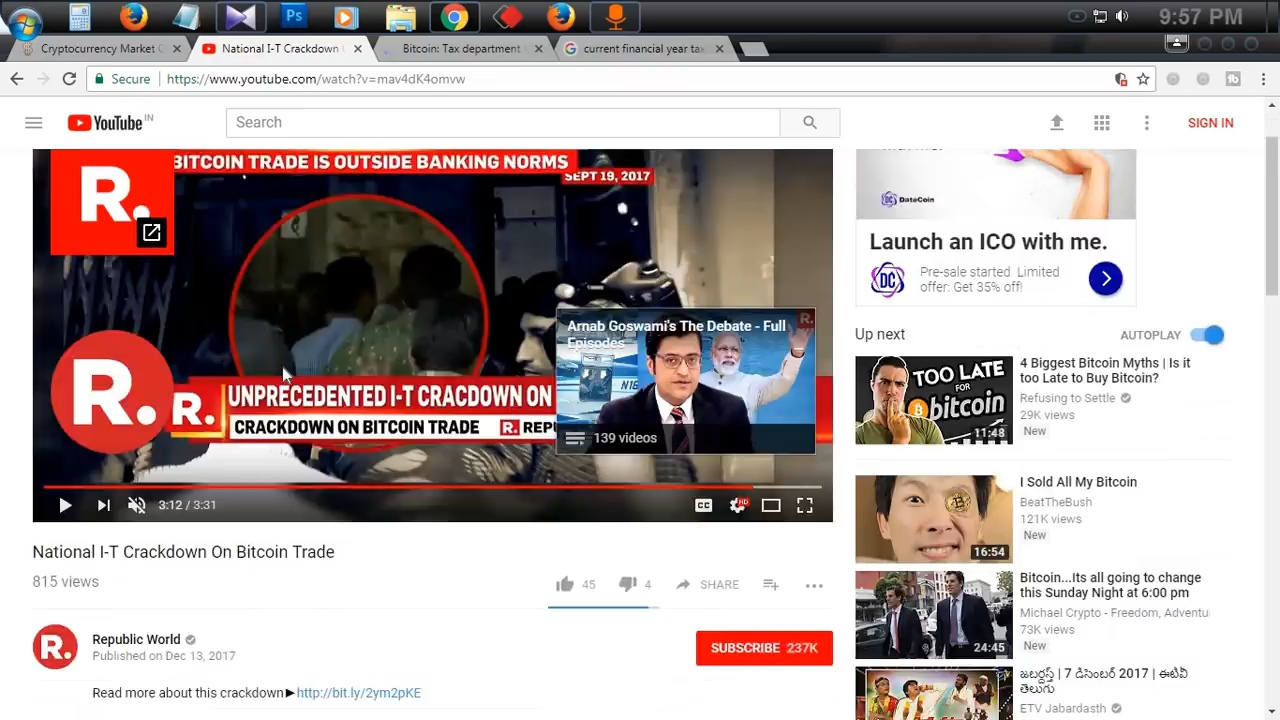 9:57 PM
Cryptocurrency Market C
National I-T Crackdown
Bitcoin: Tax department
current financial year tax
Secure
https://www.youtube.com/watch?v=mav4dK4omvw
YouTube IN
Search
SIGN IN
BITCOIN TRADE IS OUTSIDE BANKING NORMS
SEPT 19, 2017
R.
Arnab Goswami's The Debate - Full
Episodes
139 videos
R.
R.
UNPRECEDENTED I-T CRACDOWN ON
CRACKDOWN ON BITCOIN TRADE
R. REPU
3:12 / 3:31
CC
HD
National I-T Crackdown On Bitcoin Trade
815 views
45
4
SHARE
R.
Republic World
Published on Dec 13, 2017
SUBSCRIBE 237K
Read more about this crackdown►http://bit.ly/2ym2pKE
DateCoin
Launch an ICO with me.
DC
Pre-sale started Limited
offer: Get 35% off!
Up next
AUTOPLAY
TOO LATE
FOR
bitcoin
11:48
4 Biggest Bitcoin Myths | Is it
too Late to Buy Bitcoin?
Refusing to Settle
29K views
New
16:54
I Sold All My Bitcoin
BeatTheBush
121K views
New
24:45
Bitcoin...Its all going to change
this Sunday Night at 6:00 pm
Michael Crypto - Freedom, Adventu
73K views
New
జబర్దస్త్ | 7 డిసెంబర్ 2017 | ఈటీవీ
తెలుగు
ETV Jabardasth